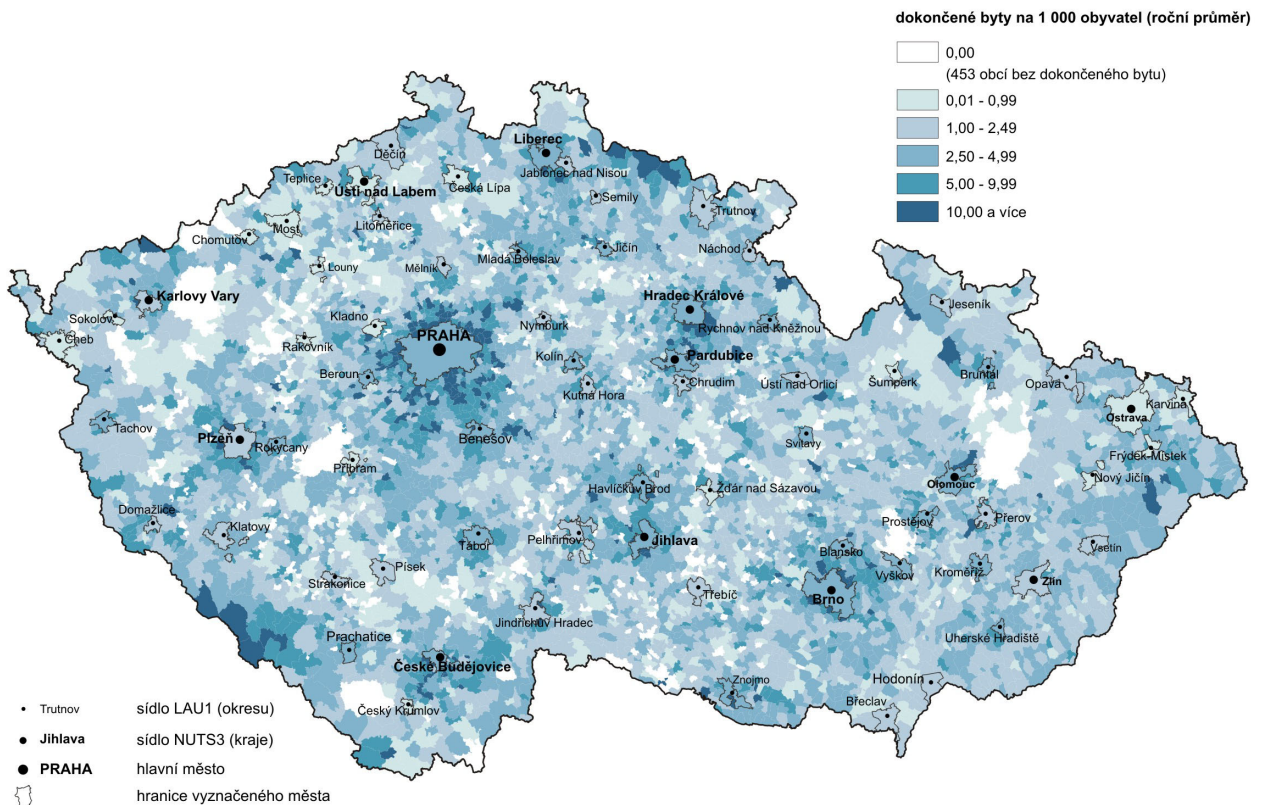 dokončené byty na 1 000 obyvatel (roční průměr)
0,00
(453 obcí bez dokončeného bytu)
0,01 - 0,99
1,00 - 2,49
2,50 - 4,99
5,00 - 9,99
10,00 a více
Děčín
Liberec
Jablonec nad Nisou
Teplice
Ústí nad Labem
Česká Lípa
Semily
Trutnov
Most
Litoměřice
Chomutov
Jičín
Náchod
Mladá Boleslav
Louny
Mělník
Karlovy Vary
Hradec Králové
Jeseník
Sokolov
Kladno
Nymburk
Rychnov nad Kněžnou
Cheb
PRAHA
Rakovník
Kolín
Pardubice
Beroun
Chrudim
Ústí nad Orlicí
Šumperk
Bruntál
Opava
Kutná Hora
Karviná
Ostrava
Tachov
Plzeň
Rokycany
Benešov
Svitavy
Frýdek-Místek
Příbram
Nový Jičín
Olomouc
Havlíčkův Brod
Žďár nad Sázavou
Domažlice
Klatovy
Prostějov
Přerov
Tábor
Pelhřimov
Jihlava
Blansko
Vsetín
Písek
Vyškov
Kroměříž
Strakonice
Zlín
Třebíč
Brno
Jindřichův Hradec
Prachatice
Uherské Hradiště
České Budějovice
Znojmo
Hodonín
Břeclav
Český Krumlov
Trutnov sídlo LAU1 (okresu)
Jihlava sídlo NUTS3 (kraje)
PRAHA hlavní město
hranice vyznačeného města